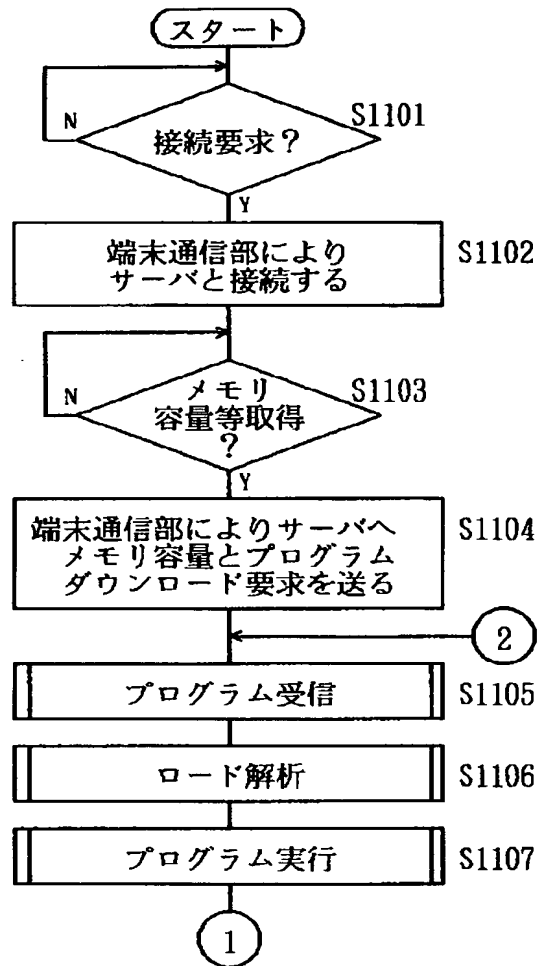 スタート
接続要求？
S1101
N
Y
端末通信部により
サーバと接続する
S1102
メモリ
容量等取得
？
S1103
N
Y
端末通信部によりサーバへ
メモリ容量とプログラム
ダウンロード要求を送る
S1104
2
プログラム受信
S1105
ロード解析
S1106
プログラム実行
S1107
1